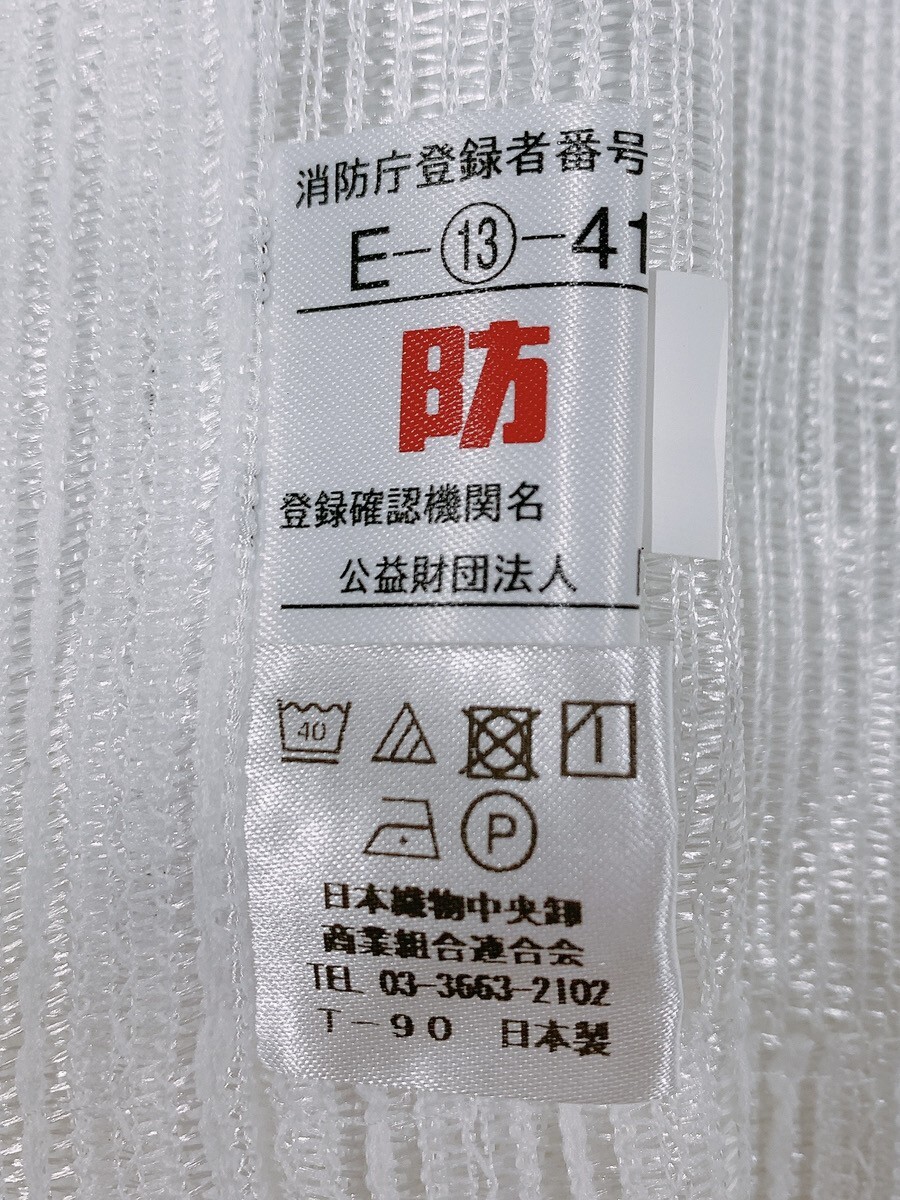 消防庁登録者番号
E-⑬-41
防
登録確認機関名
公益財団法人
40
P
日本織物中央卸
商業組合連合会
TEL 03-3663-2102
T-90 日本製